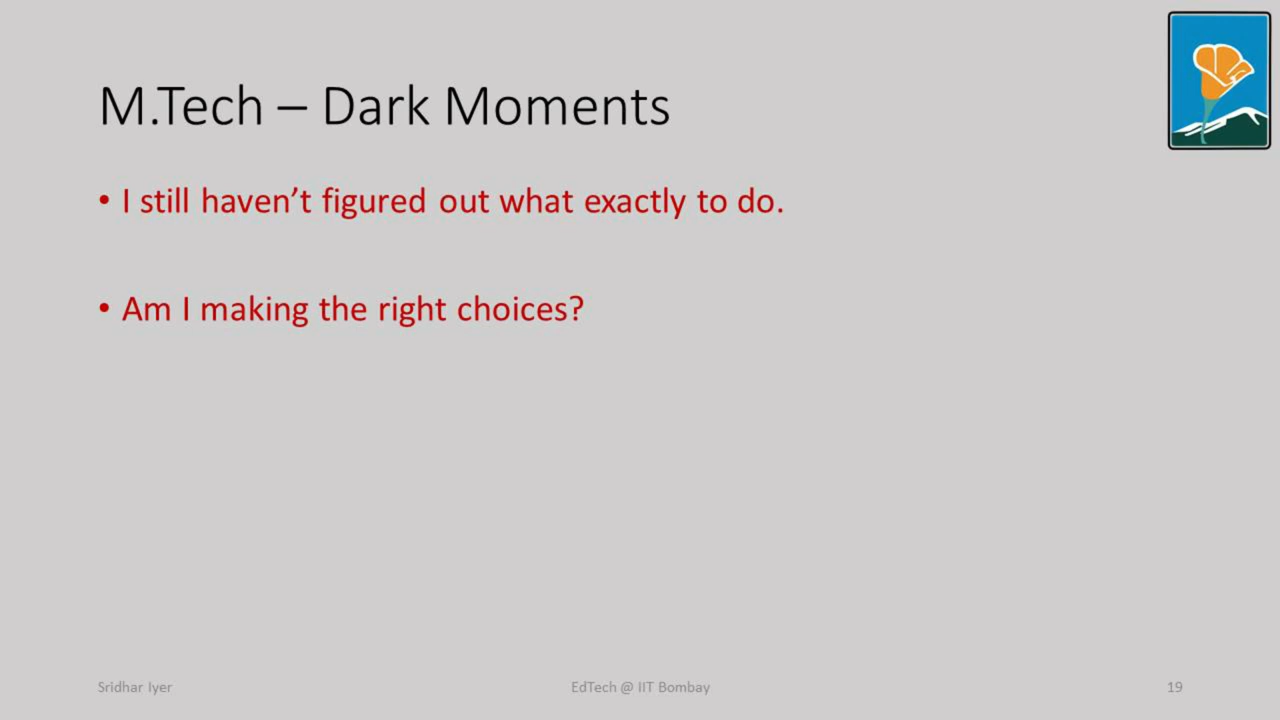 M.Tech – Dark Moments
• I still haven’t figured out what exactly to do.
• Am I making the right choices?
Sridhar Iyer
EdTech @ IIT Bombay
19